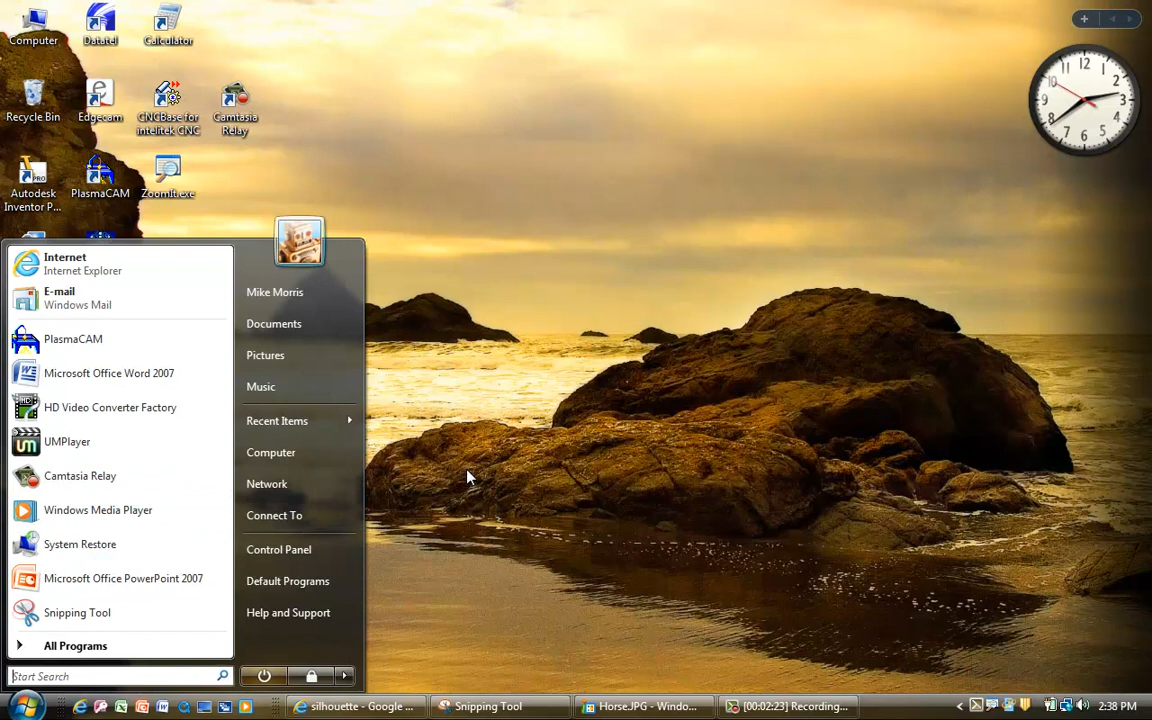 Computer
Datatel
Calculator
Recycle Bin
Edgecam
CNCBase for
intelitek CNC
Camtasia
Relay
Autodesk
Inventor P...
PlasmaCAM
ZoomIt.exe
Internet
Internet Explorer
E-mail
Windows Mail
PlasmaCAM
Microsoft Office Word 2007
HD Video Converter Factory
UMPlayer
Camtasia Relay
Windows Media Player
System Restore
Microsoft Office PowerPoint 2007
Snipping Tool
All Programs
Start Search
Mike Morris
Documents
Pictures
Music
Recent Items
Computer
Network
Connect To
Control Panel
Default Programs
Help and Support
12
1
2
3
4
5
6
7
8
9
10
11
silhouette - Google ...
Snipping Tool
Horse.JPG - Windo...
[00:02:23] Recording...
2:38 PM